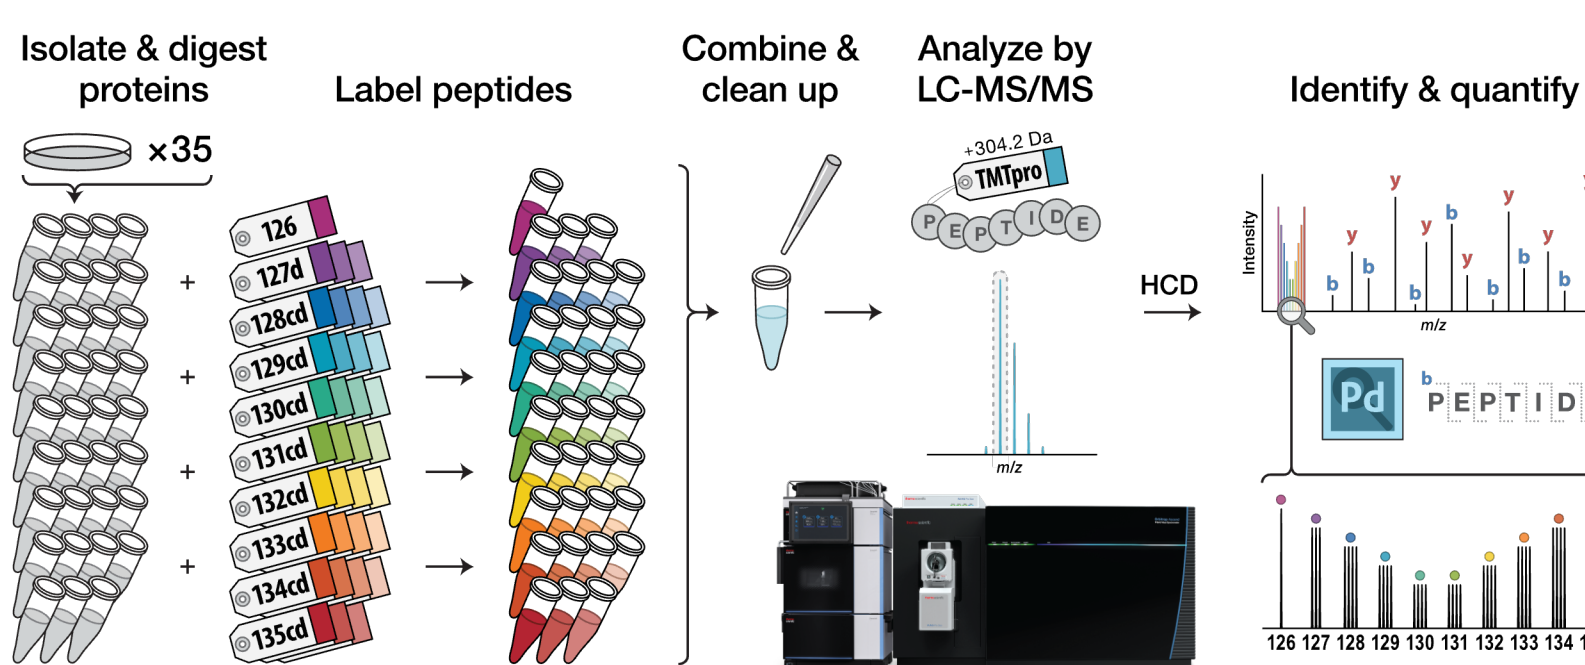 Isolate & digest
proteins
Label peptides
Combine &
clean up
Analyze by
LC-MS/MS
Identify & quantify
×35
126
127d
128cd
129cd
130cd
131cd
132cd
133cd
134cd
135cd
+
+
+
+
+304.2 Da
TMTpro
P E P T I D E
m/z
HCD
Intensity
b y b y b y b y b y b y b
m/z
Pd
b
P E P T I D
126 127 128 129 130 131 132 133 134 1